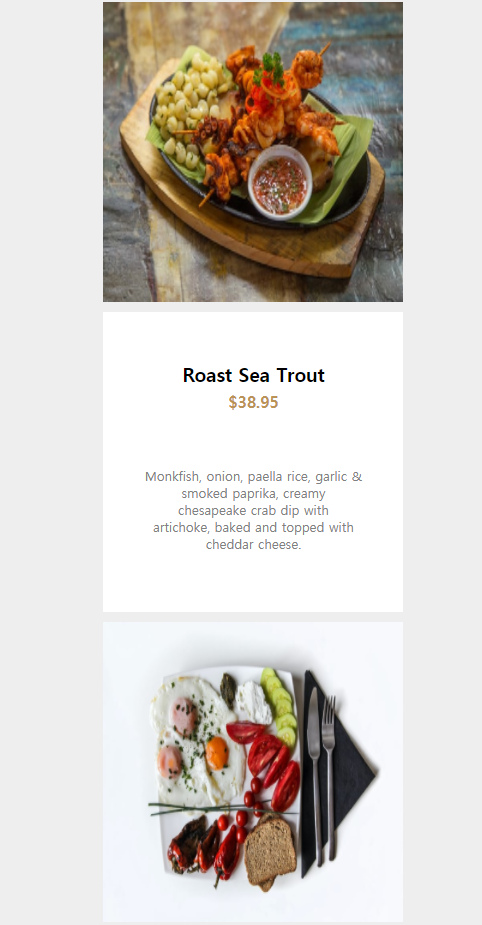 Roast Sea Trout
$38.95
Monkfish, onion, paella rice, garlic &
smoked paprika, creamy
chesapeake crab dip with
artichoke, baked and topped with
cheddar cheese.